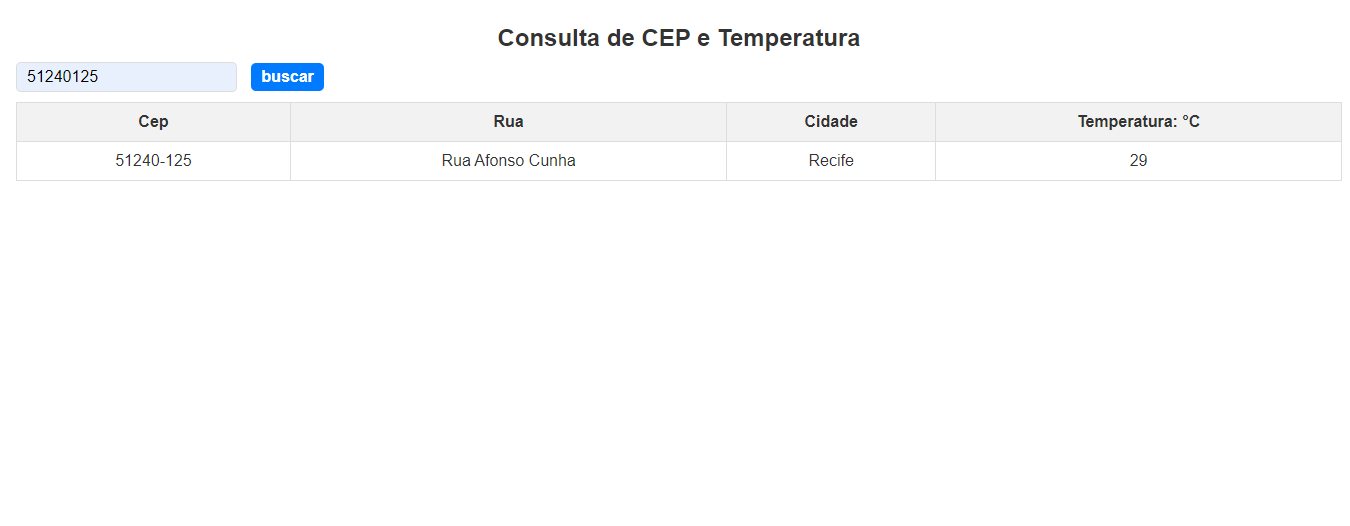 Consulta de CEP e Temperatura
51240125 buscar
Cep Rua Cidade Temperatura: °C
51240-125 Rua Afonso Cunha Recife 29